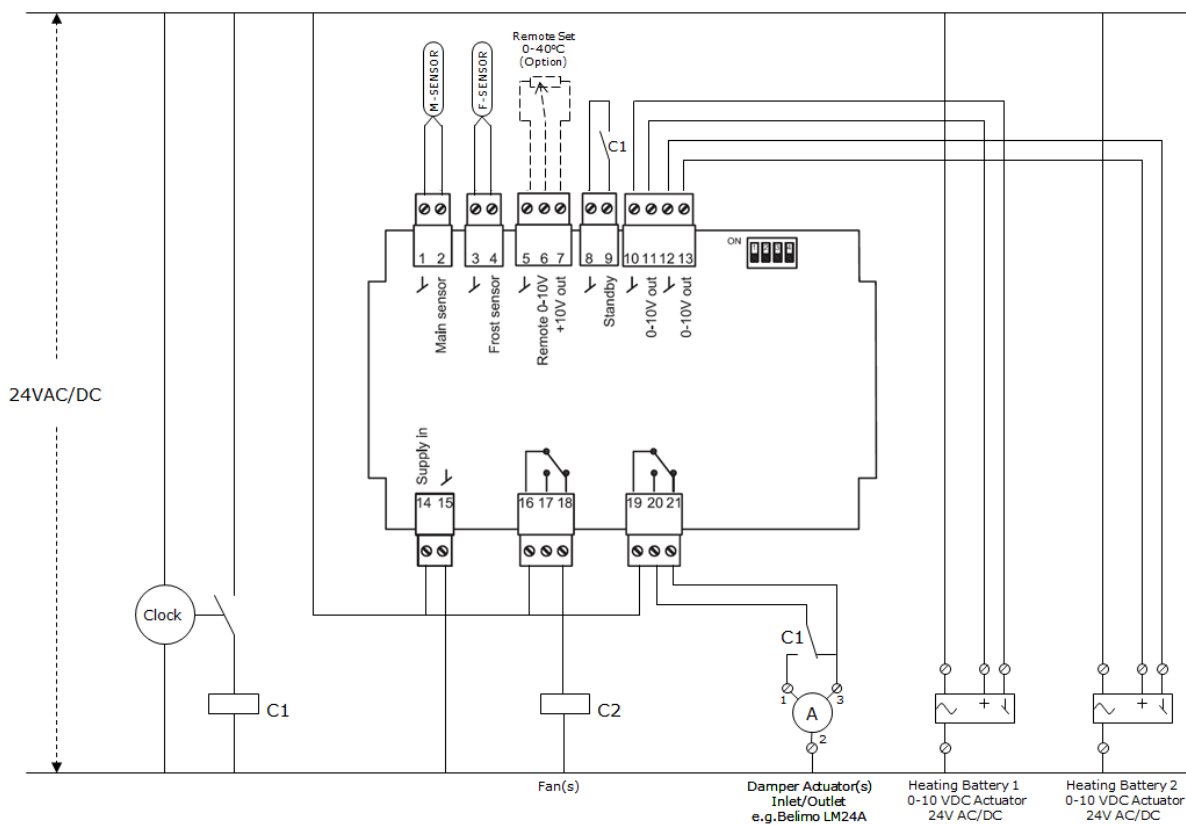 Remote Set
0-40ºC
(Option)
M-SENSOR
F-SENSOR
C1
ON
1 2 3 4
1 2
3 4
5 6 7
8 9
10 11 12 13
Main sensor
Frost sensor
Remote 0-10V
+10V out
Standby
0-10V out
0-10V out
24VAC/DC
Supply in
14 15
16 17 18
19 20 21
Clock
C1
C1
C2
1
3
A
2
+
+
Fan(s)
Damper Actuator(s)
Inlet/Outlet
e.g.Belimo LM24A
Heating Battery 1
0-10 VDC Actuator
24V AC/DC
Heating Battery 2
0-10 VDC Actuator
24V AC/DC